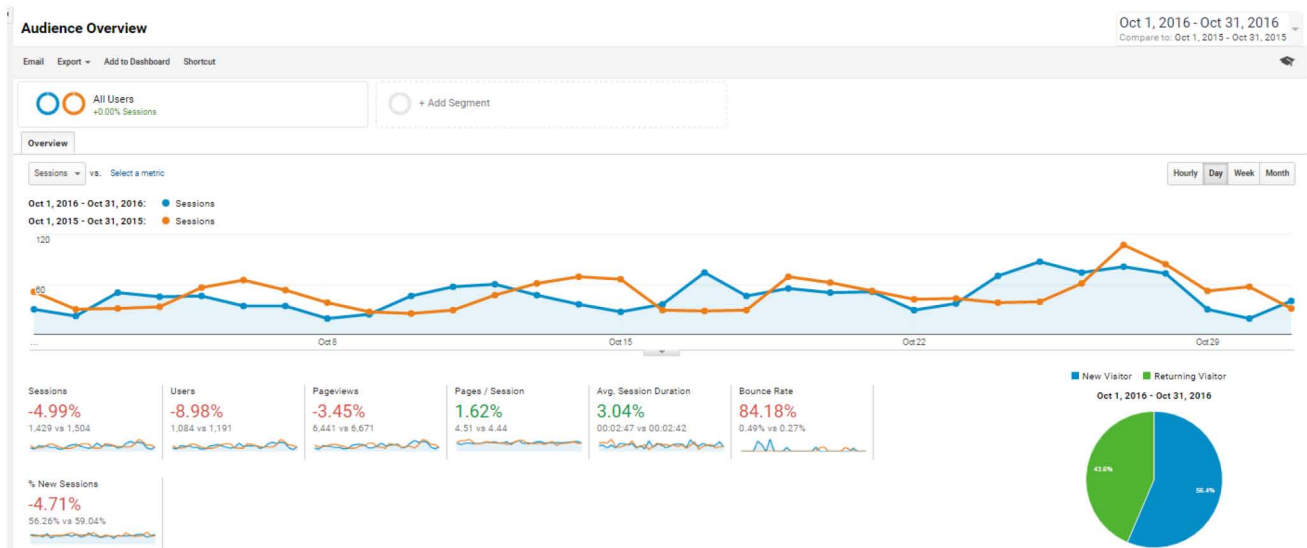 Audience Overview
Oct 1, 2016 - Oct 31, 2016
Compare to: Oct 1, 2015 - Oct 31, 2015
Email Export Add to Dashboard Shortcut
All Users
+0.00% Sessions
+ Add Segment
Overview
Sessions vs. Select a metric
Hourly Day Week Month
Oct 1, 2016 - Oct 31, 2016: Sessions
Oct 1, 2015 - Oct 31, 2015: Sessions
120
60
... Oct 8 Oct 15 Oct 22 Oct 29
New Visitor Returning Visitor
Oct 1, 2016 - Oct 31, 2016
43.6%
56.4%
Sessions
-4.99%
1,429 vs 1,504
Users
-8.98%
1,084 vs 1,191
Pageviews
-3.45%
6,441 vs 6,671
Pages / Session
1.62%
4.51 vs 4.44
Avg. Session Duration
3.04%
00:02:47 vs 00:02:42
Bounce Rate
84.18%
0.49% vs 0.27%
% New Sessions
-4.71%
56.26% vs 59.04%